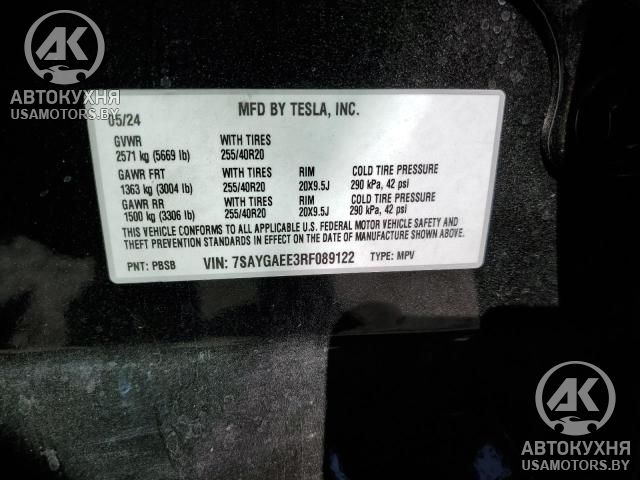 АК
АВТОКУХНЯ
USAMOTORS.BY
05/24
MFD BY TESLA, INC.
GVWR WITH TIRES
2571 kg (5669 lb) 255/40R20
GAWR FRT WITH TIRES RIM COLD TIRE PRESSURE
1363 kg (3004 lb) 255/40R20 20X9.5J 290 kPa, 42 psi
GAWR RR WITH TIRES RIM COLD TIRE PRESSURE
1500 kg (3306 lb) 255/40R20 20X9.5J 290 kPa, 42 psi
THIS VEHICLE CONFORMS TO ALL APPLICABLE U.S. FEDERAL MOTOR VEHICLE SAFETY AND
THEFT PREVENTION STANDARDS IN EFFECT ON THE DATE OF MANUFACTURE SHOWN ABOVE.
PNT: PBSB VIN: 7SAYGAEE3RF089122 TYPE: MPV
АК
АВТОКУХНЯ
USAMOTORS.BY